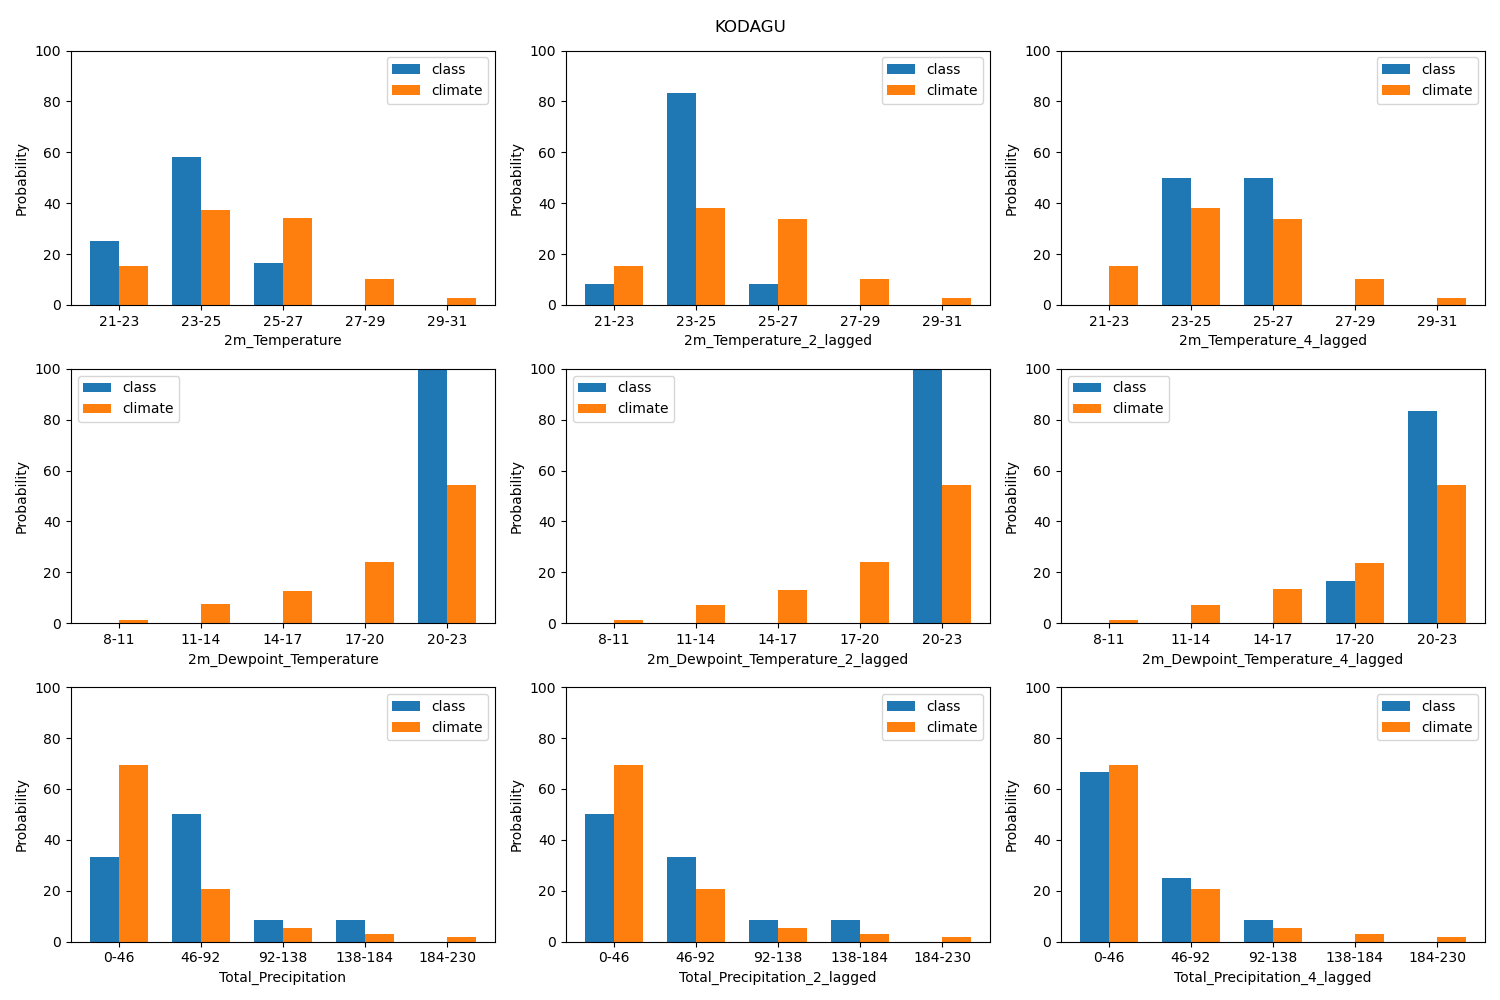 KODAGU
100
80
60
40
20
0
Probability
class
climate
21-23 23-25 25-27 27-29 29-31
2m_Temperature
100
80
60
40
20
0
Probability
class
climate
21-23 23-25 25-27 27-29 29-31
2m_Temperature_2_lagged
100
80
60
40
20
0
Probability
class
climate
21-23 23-25 25-27 27-29 29-31
2m_Temperature_4_lagged
100
80
60
40
20
0
Probability
class
climate
8-11 11-14 14-17 17-20 20-23
2m_Dewpoint_Temperature
100
80
60
40
20
0
Probability
class
climate
8-11 11-14 14-17 17-20 20-23
2m_Dewpoint_Temperature_2_lagged
100
80
60
40
20
0
Probability
class
climate
8-11 11-14 14-17 17-20 20-23
2m_Dewpoint_Temperature_4_lagged
100
80
60
40
20
0
Probability
class
climate
0-46 46-92 92-138 138-184 184-230
Total_Precipitation
100
80
60
40
20
0
Probability
class
climate
0-46 46-92 92-138 138-184 184-230
Total_Precipitation_2_lagged
100
80
60
40
20
0
Probability
class
climate
0-46 46-92 92-138 138-184 184-230
Total_Precipitation_4_lagged